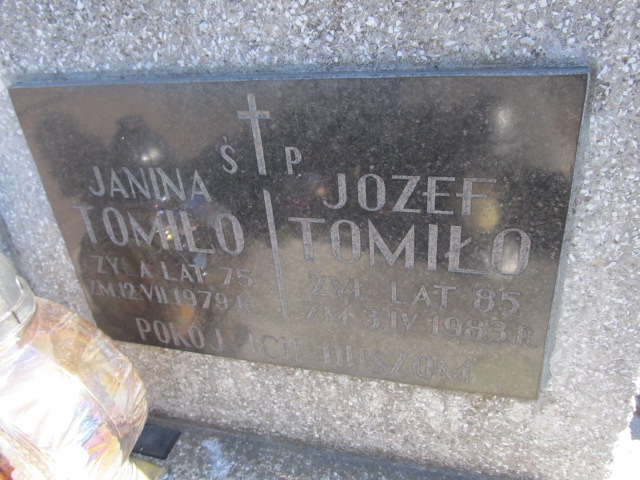 Ś. P.
JANINA
TOMIŁO
ŻYŁA LAT 75
ZM 12 VII 1979 R
JÓZEF
TOMIŁO
ŻYŁ LAT 85
ZM 3 IV 1983 R
POKÓJ ICH DUSZOM